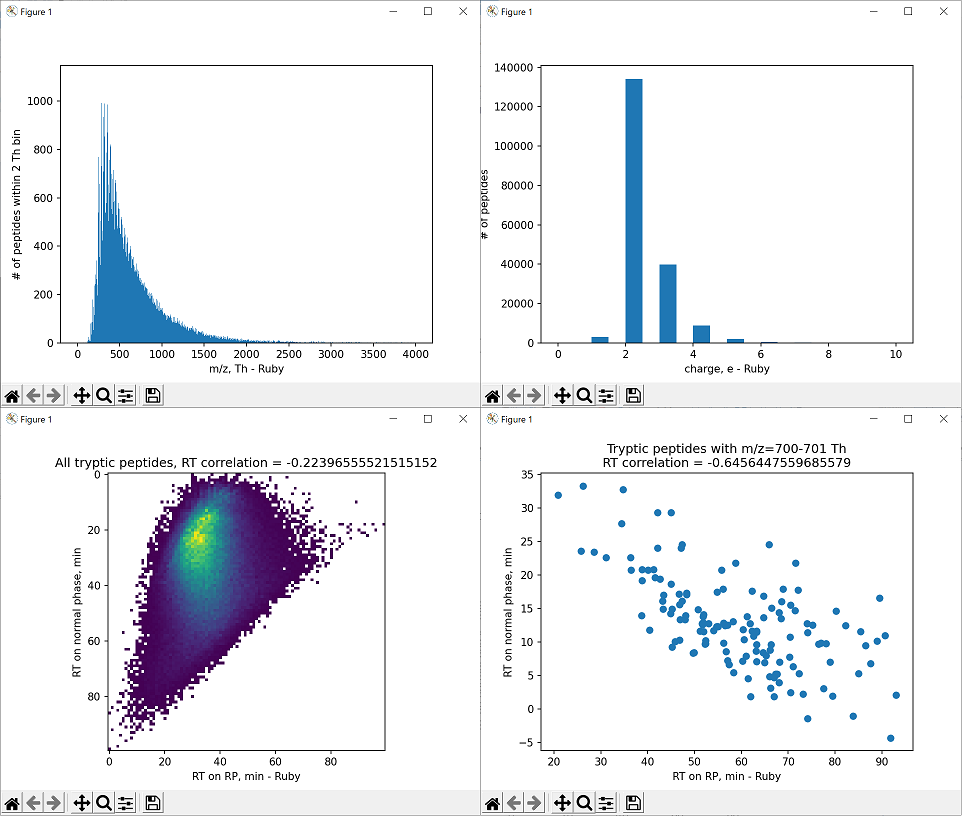 Figure 1
1000
800
600
400
200
0
# of peptides within 2 Th bin
0 500 1000 1500 2000 2500 3000 3500 4000
m/z, Th - Ruby
Figure 1
140000
120000
100000
80000
60000
40000
20000
0
# of peptides
0 2 4 6 8 10
charge, e - Ruby
Figure 1
All tryptic peptides, RT correlation = -0.22396555521515152
0
20
40
60
80
RT on normal phase, min
0 20 40 60 80
RT on RP, min - Ruby
Figure 1
Tryptic peptides with m/z=700-701 Th
RT correlation = -0.6456447559685579
35
30
25
20
15
10
5
0
−5
RT on normal phase, min
20 30 40 50 60 70 80 90
RT on RP, min - Ruby